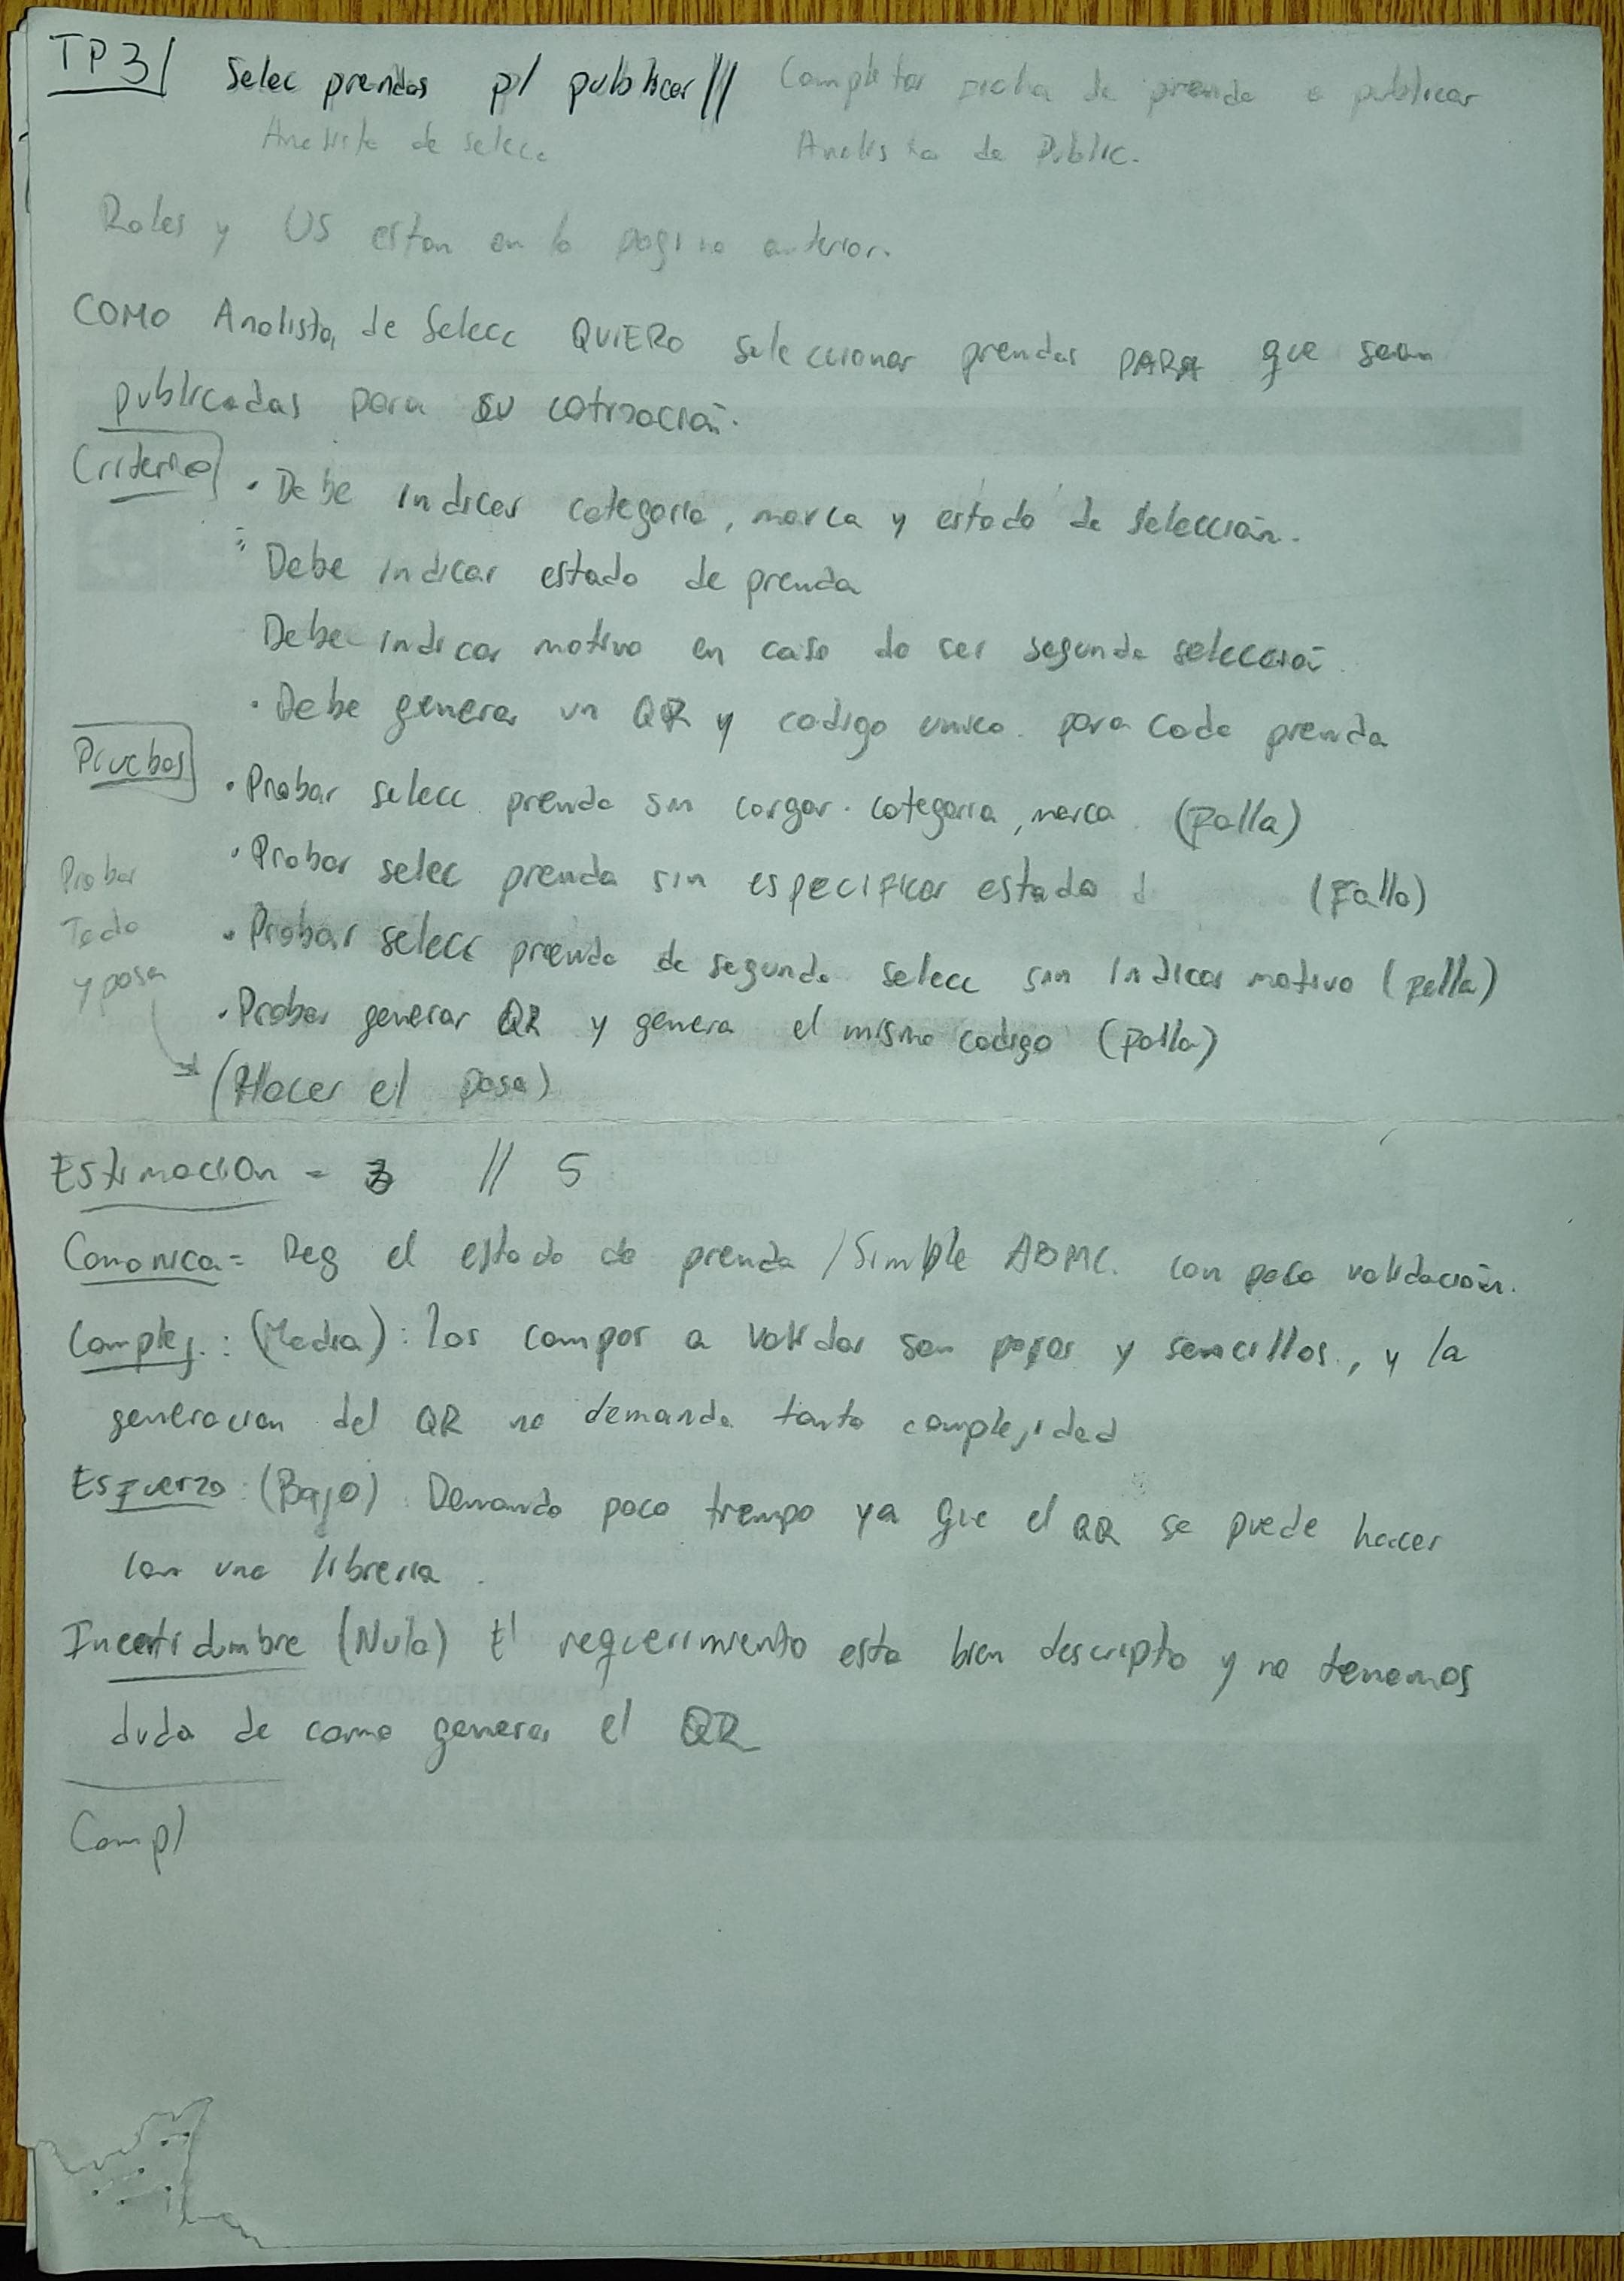 TP3/ Selec prendas p/ publicar // Completar Ficha de prenda a publicar
Analista de selecc Analista de Public.
Roles y US estan en la pagina anterior.
COMO Analista de Selecc QUIERO seleccionar prendas PARA que sean
publicadas para su cotización.
Criterio
• Debe indicar categoria, marca y estado de selección.
Debe indicar estado de prenda
Debe indicar motivo en caso de ser segunda selección.
• Debe generar un QR y codigo unico para cada prenda
Pruebas
• Probar selecc prenda sin cargar categoria, marca (Falla)
• Probar selec prenda sin especificar estado (Falla)
• Probar selecc prenda de segunda selecc sin indicar motivo (Falla)
• Probar generar QR y genera el mismo codigo (Falla)
Probar
Todo
y pasa
(Hacer el pasa)
Estimacion = 3 // 5
Canonica = Reg el estado de prenda / Simple ABMC. con poca validación.
Complej.: (Media): los campos a validar son pocos y sencillos, y la
generacion del QR no demanda tanta complejidad
Esfuerzo: (Bajo) Demanda poco tiempo ya que el QR se puede hacer
con una libreria.
Incertidumbre (Nula) El requerimiento esta bien descripto y no tenemos
duda de como generar el QR
Compl